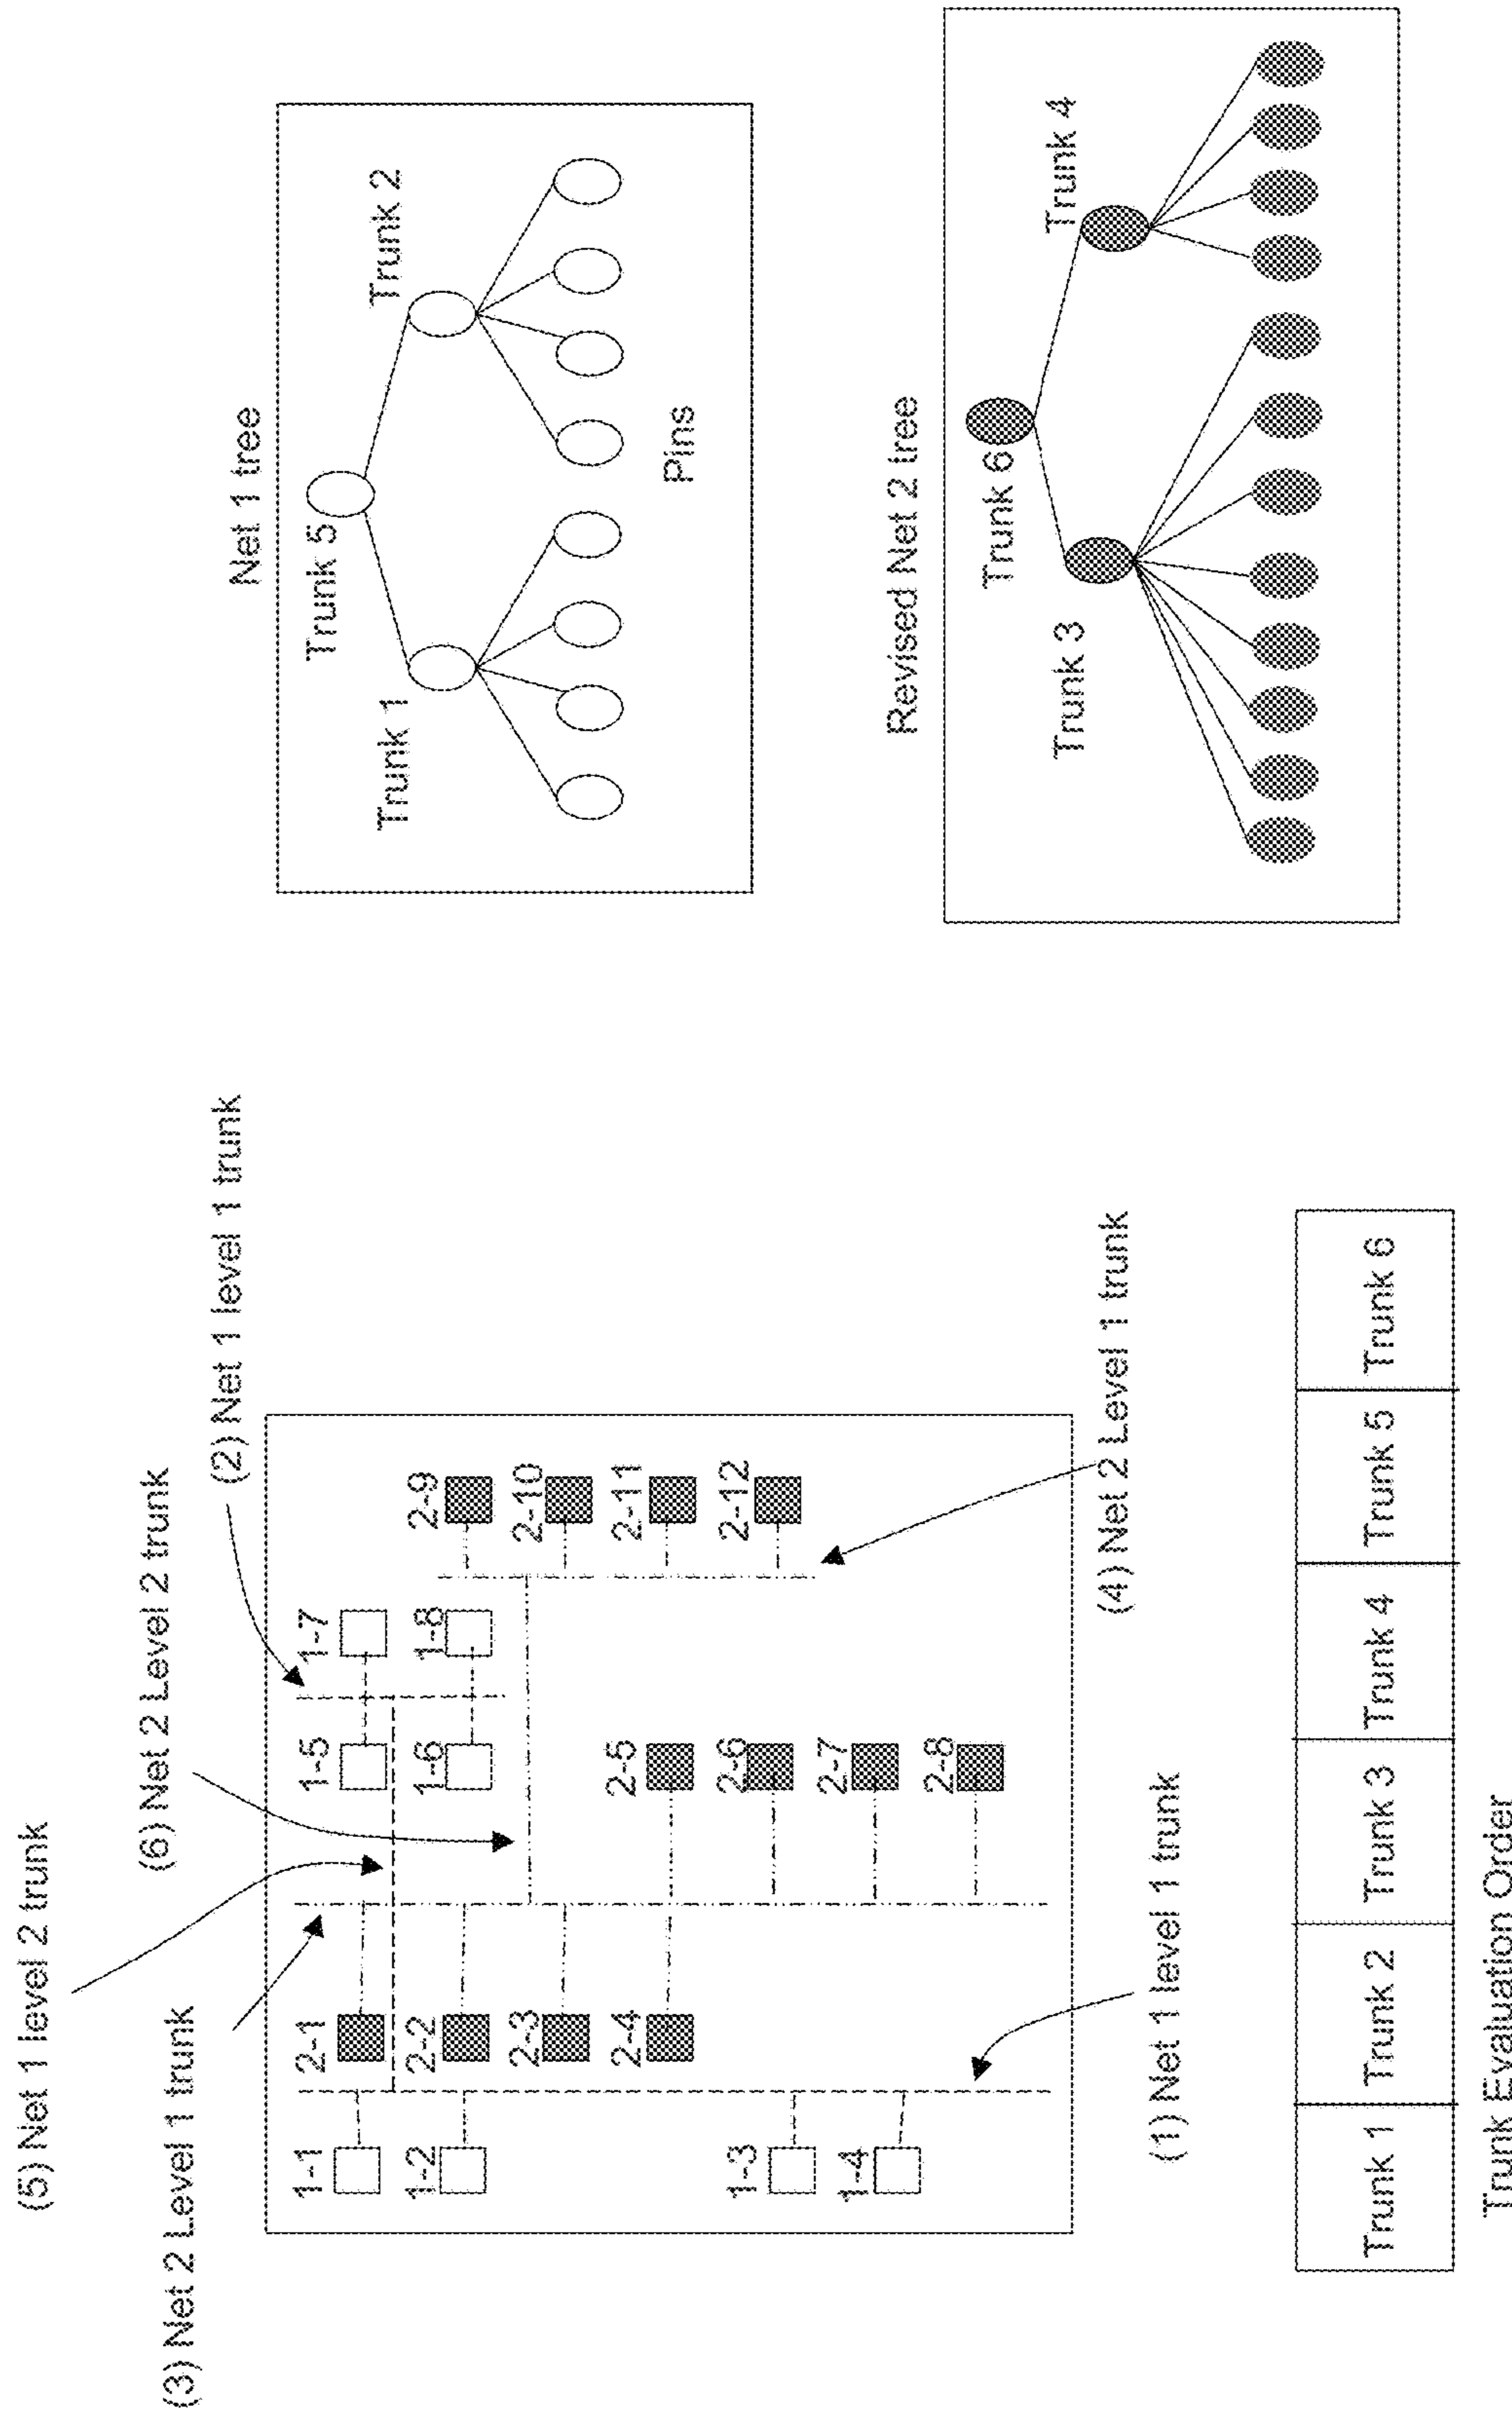 (5) Net 1 level 2 trunk
(3) Net 2 Level 1 trunk
(6) Net 2 Level 2 trunk
(2) Net 1 level 1 trunk
1-1
2-1
1-5
1-7
1-2
2-2
1-6
1-8
2-9
2-3
2-10
2-4
2-5
2-11
1-3
2-6
2-12
1-4
2-7
2-8
(1) Net 1 level 1 trunk
(4) Net 2 Level 1 trunk
Trunk 1
Trunk 2
Trunk 3
Trunk 4
Trunk 5
Trunk 6
Trunk Evaluation Order
Net 1 tree
Trunk 5
Trunk 1
Trunk 2
Pins
Revised Net 2 tree
Trunk 6
Trunk 3
Trunk 4